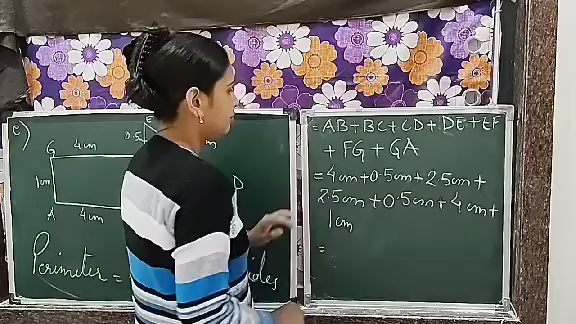 c)
E
G 4cm 0.5 m
1cm
D
A 4cm
Perimeter = ides
= AB+BC+CD+DE+EF
+ FG + GA
= 4cm+0.5cm+2.5cm+
2.5cm+0.5cm+4cm+
1cm
=